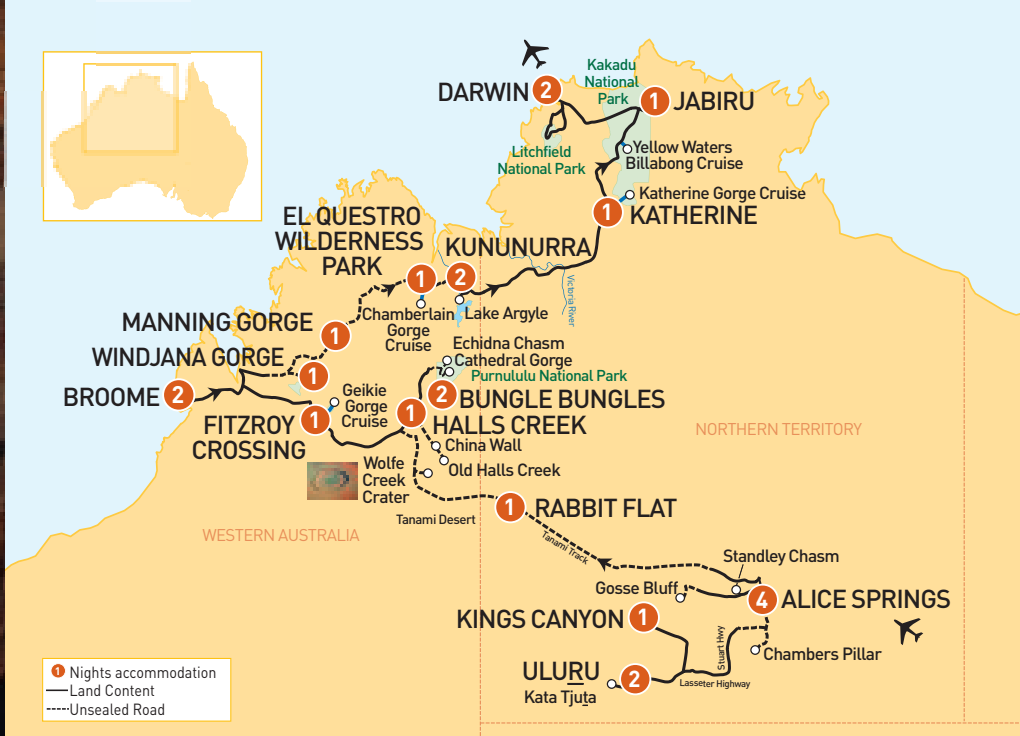 Kakadu
National
Park
DARWIN 2
1 JABIRU
Litchfield
National Park
Yellow Waters
Billabong Cruise
Katherine Gorge Cruise
1 KATHERINE
EL QUESTRO
WILDERNESS
PARK
1
KUNUNURRA
2
Victoria River
Chamberlain
Gorge
Cruise
Lake Argyle
MANNING GORGE
1
WINDJANA GORGE
1
BROOME 2
Echidna Chasm
Cathedral Gorge
Purnululu National Park
2 BUNGLE BUNGLES
Geikie
Gorge
Cruise
FITZROY
CROSSING
1
1
HALLS CREEK
China Wall
Old Halls Creek
Wolfe
Creek
Crater
NORTHERN TERRITORY
WESTERN AUSTRALIA
Tanami Desert
1 RABBIT FLAT
Tanami Track
Standley Chasm
Gosse Bluff
4 ALICE SPRINGS
KINGS CANYON 1
Stuart Hwy
Chambers Pillar
ULURU
2
Kata Tjuṯa
Lasseter Highway
1 Nights accommodation
Land Content
Unsealed Road